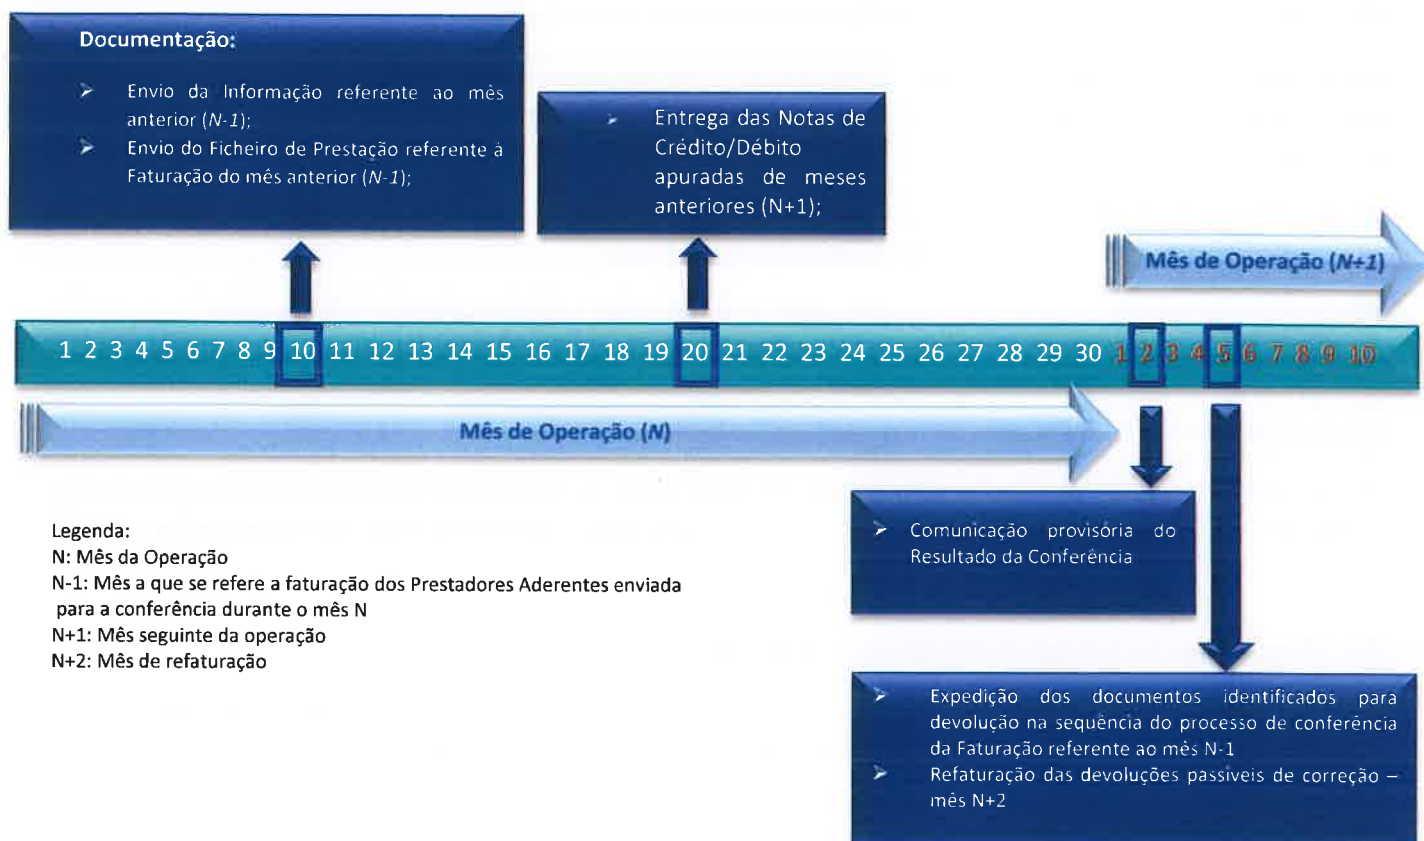 Documentação:
➢ Envio da Informação referente ao mês
anterior (N-1);
➢ Envio do Ficheiro de Prestação referente à
Faturação do mês anterior (N-1);
➢ Entrega das Notas de
Crédito/Débito
apuradas de meses
anteriores (N+1);
Mês de Operação (N+1)
1 2 3 4 5 6 7 8 9 10 11 12 13 14 15 16 17 18 19 20 21 22 23 24 25 26 27 28 29 30 1 2 3 4 5 6 7 8 9 10
Mês de Operação (N)
Legenda:
N: Mês da Operação
N-1: Mês a que se refere a faturação dos Prestadores Aderentes enviada
para a conferência durante o mês N
N+1: Mês seguinte da operação
N+2: Mês de refaturação
➢ Comunicação provisória do
Resultado da Conferência
➢ Expedição dos documentos identificados para
devolução na sequência do processo de conferência
da Faturação referente ao mês N-1
➢ Refaturação das devoluções passiveis de correção –
mês N+2